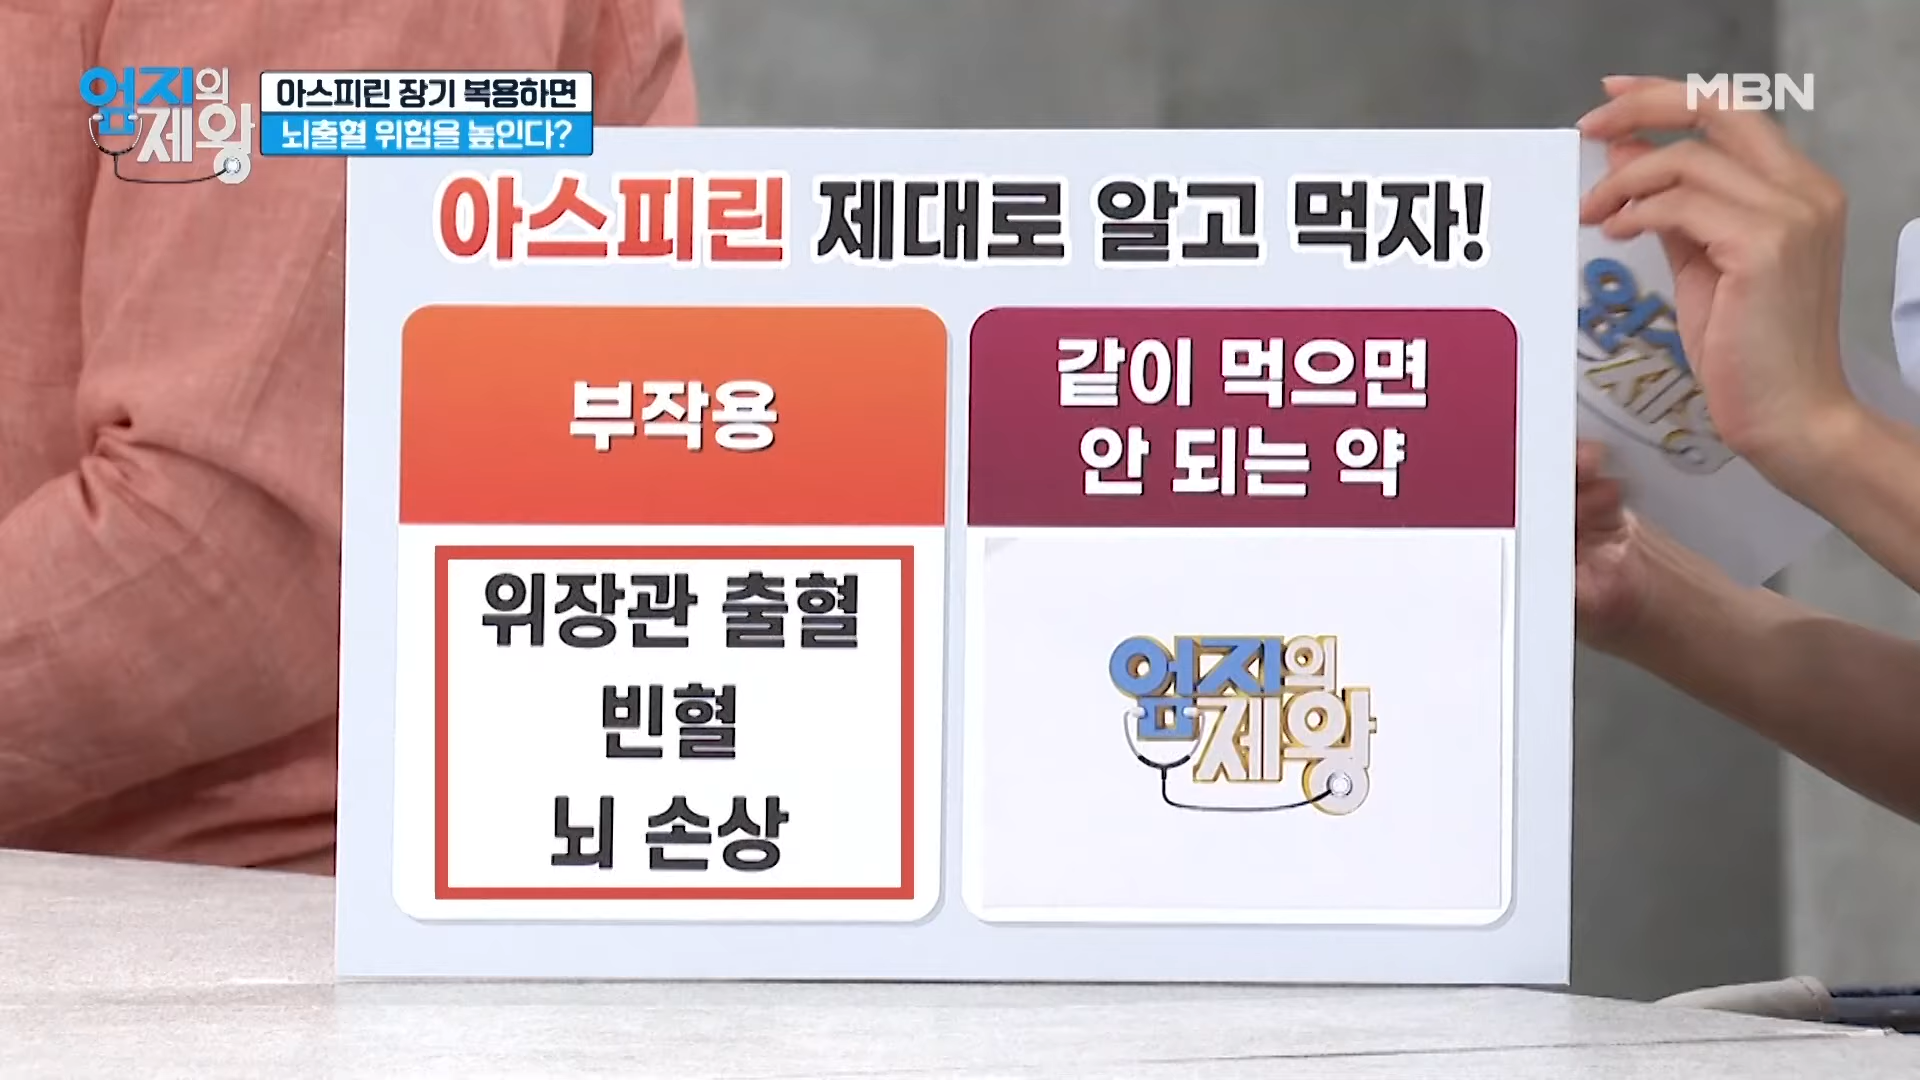 엄지의
제왕
아스피린 장기 복용하면
뇌출혈 위험을 높인다?
MBN
아스피린 제대로 알고 먹자!
부작용
같이 먹으면
안 되는 약
위장관 출혈
빈혈
뇌 손상
엄지의
제왕